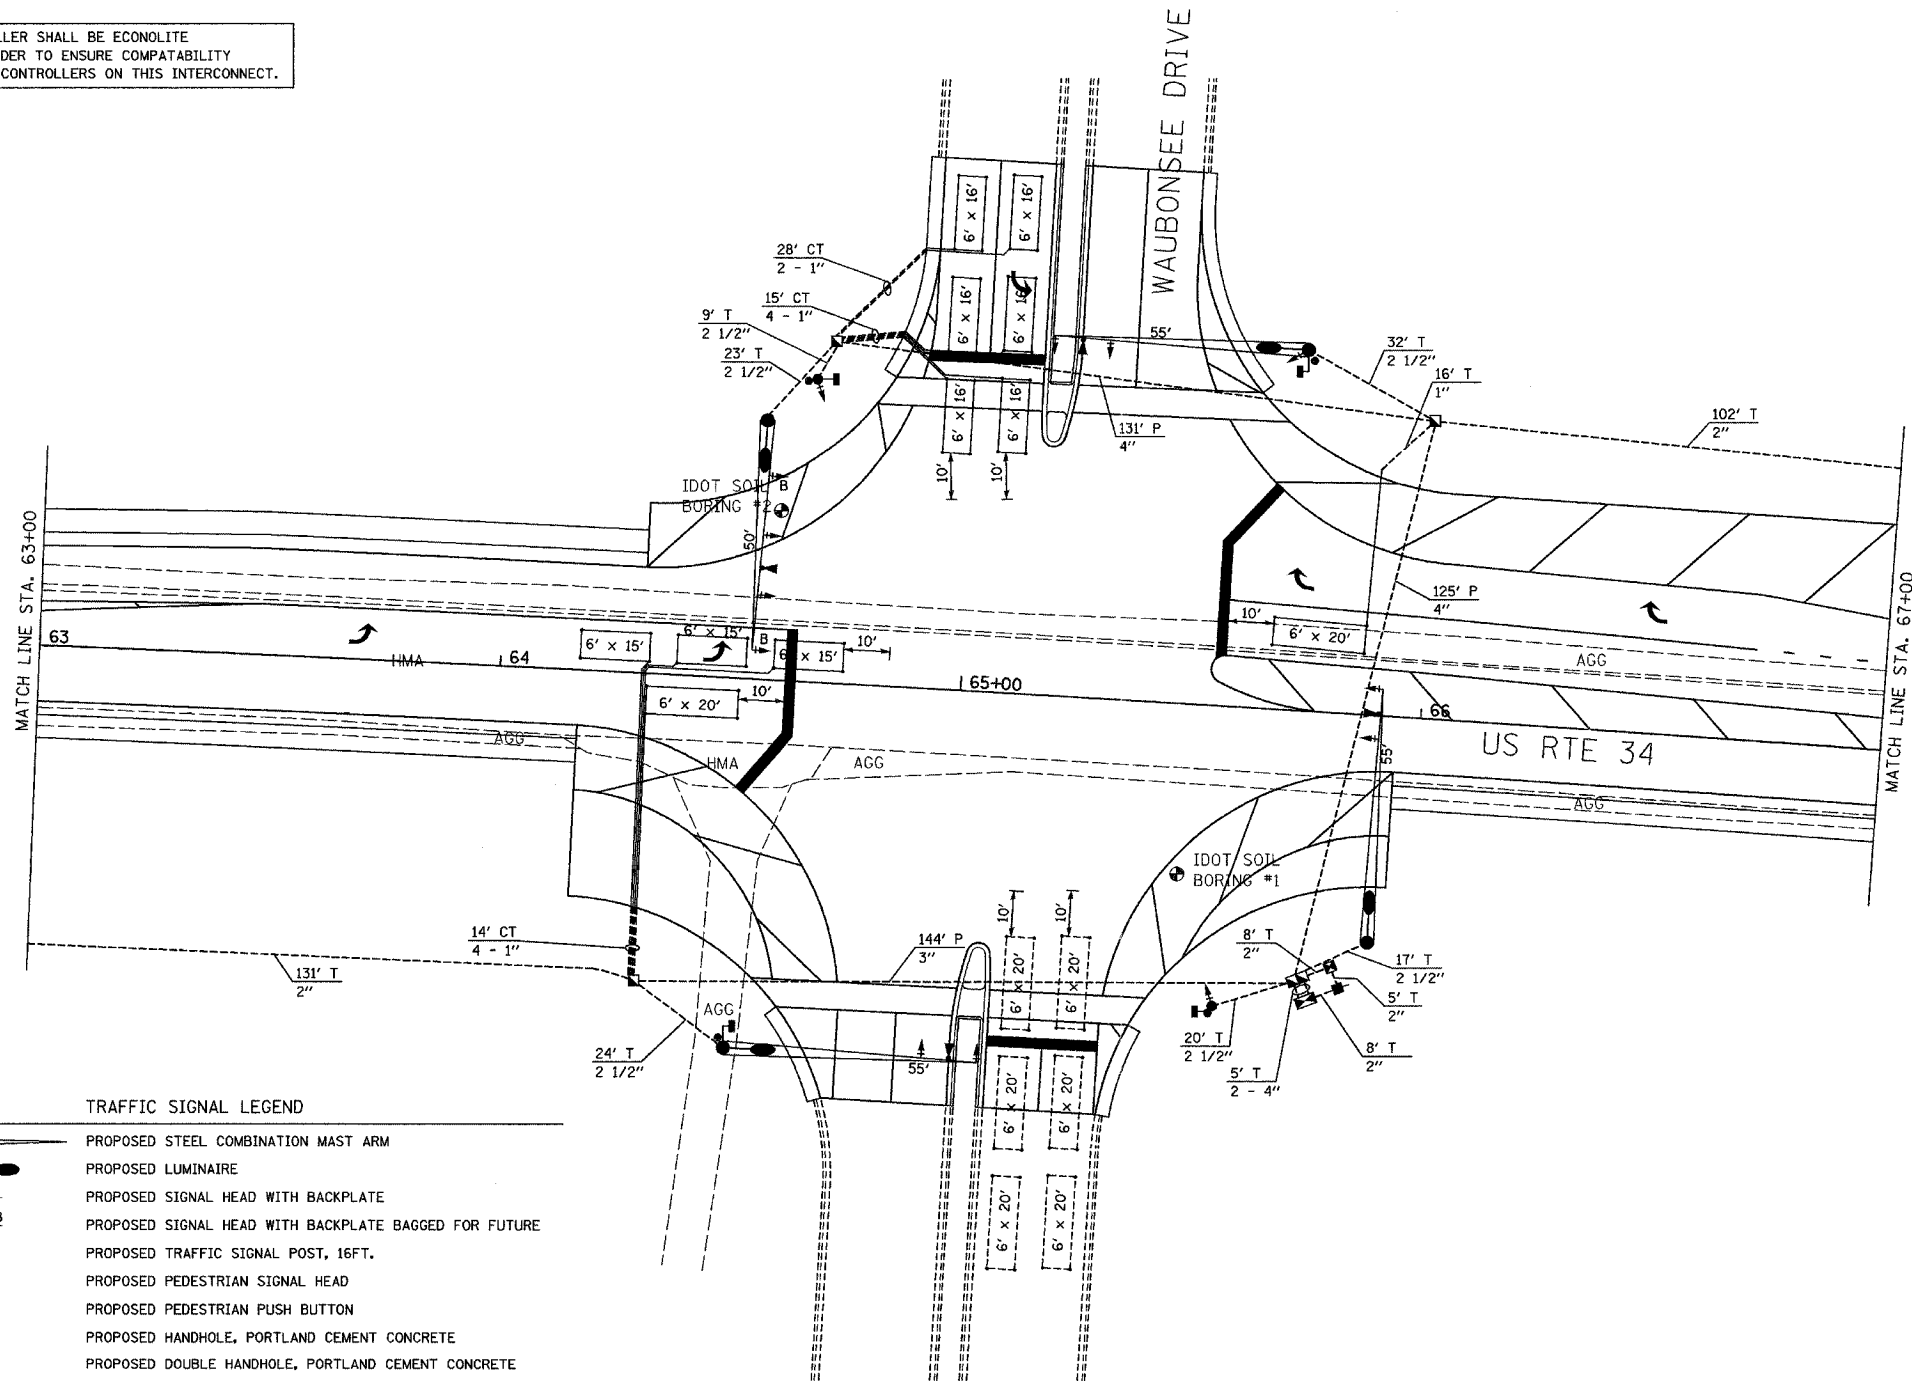 LLER SHALL BE ECONOLITE
DER TO ENSURE COMPATABILITY
CONTROLLERS ON THIS INTERCONNECT.
WAUBONSEE DRIVE
6' x 16'
6' x 16'
28' CT
2 - 1"
15' CT
4 - 1"
6' x 16'
6' x 16'
9' T
2 1/2"
23' T
2 1/2"
55'
32' T
2 1/2"
16' T
1"
6' x 16'
6' x 16'
131' P
4"
102' T
2"
10'
10'
IDOT SOIL
BORING #2
B
50'
MATCH LINE STA. 63+00
MATCH LINE STA. 67+00
125' P
4"
10'
6' x 20'
63
HMA
64
6' x 15'
6' x 15'
B
6' x 15'
10'
AGG
65+00
6' x 20'
10'
66
US RTE 34
55'
AGG
HMA
AGG
AGG
IDOT SOIL
BORING #1
10'
10'
14' CT
4 - 1"
144' P
3"
6' x 20'
6' x 20'
8' T
2"
17' T
2 1/2"
131' T
2"
5' T
2"
AGG
24' T
2 1/2"
55'
20' T
2 1/2"
8' T
2"
5' T
2 - 4"
6' x 20'
6' x 20'
6' x 20'
6' x 20'
TRAFFIC SIGNAL LEGEND
PROPOSED STEEL COMBINATION MAST ARM
PROPOSED LUMINAIRE
PROPOSED SIGNAL HEAD WITH BACKPLATE
PROPOSED SIGNAL HEAD WITH BACKPLATE BAGGED FOR FUTURE
PROPOSED TRAFFIC SIGNAL POST, 16FT.
PROPOSED PEDESTRIAN SIGNAL HEAD
PROPOSED PEDESTRIAN PUSH BUTTON
PROPOSED HANDHOLE, PORTLAND CEMENT CONCRETE
PROPOSED DOUBLE HANDHOLE, PORTLAND CEMENT CONCRETE